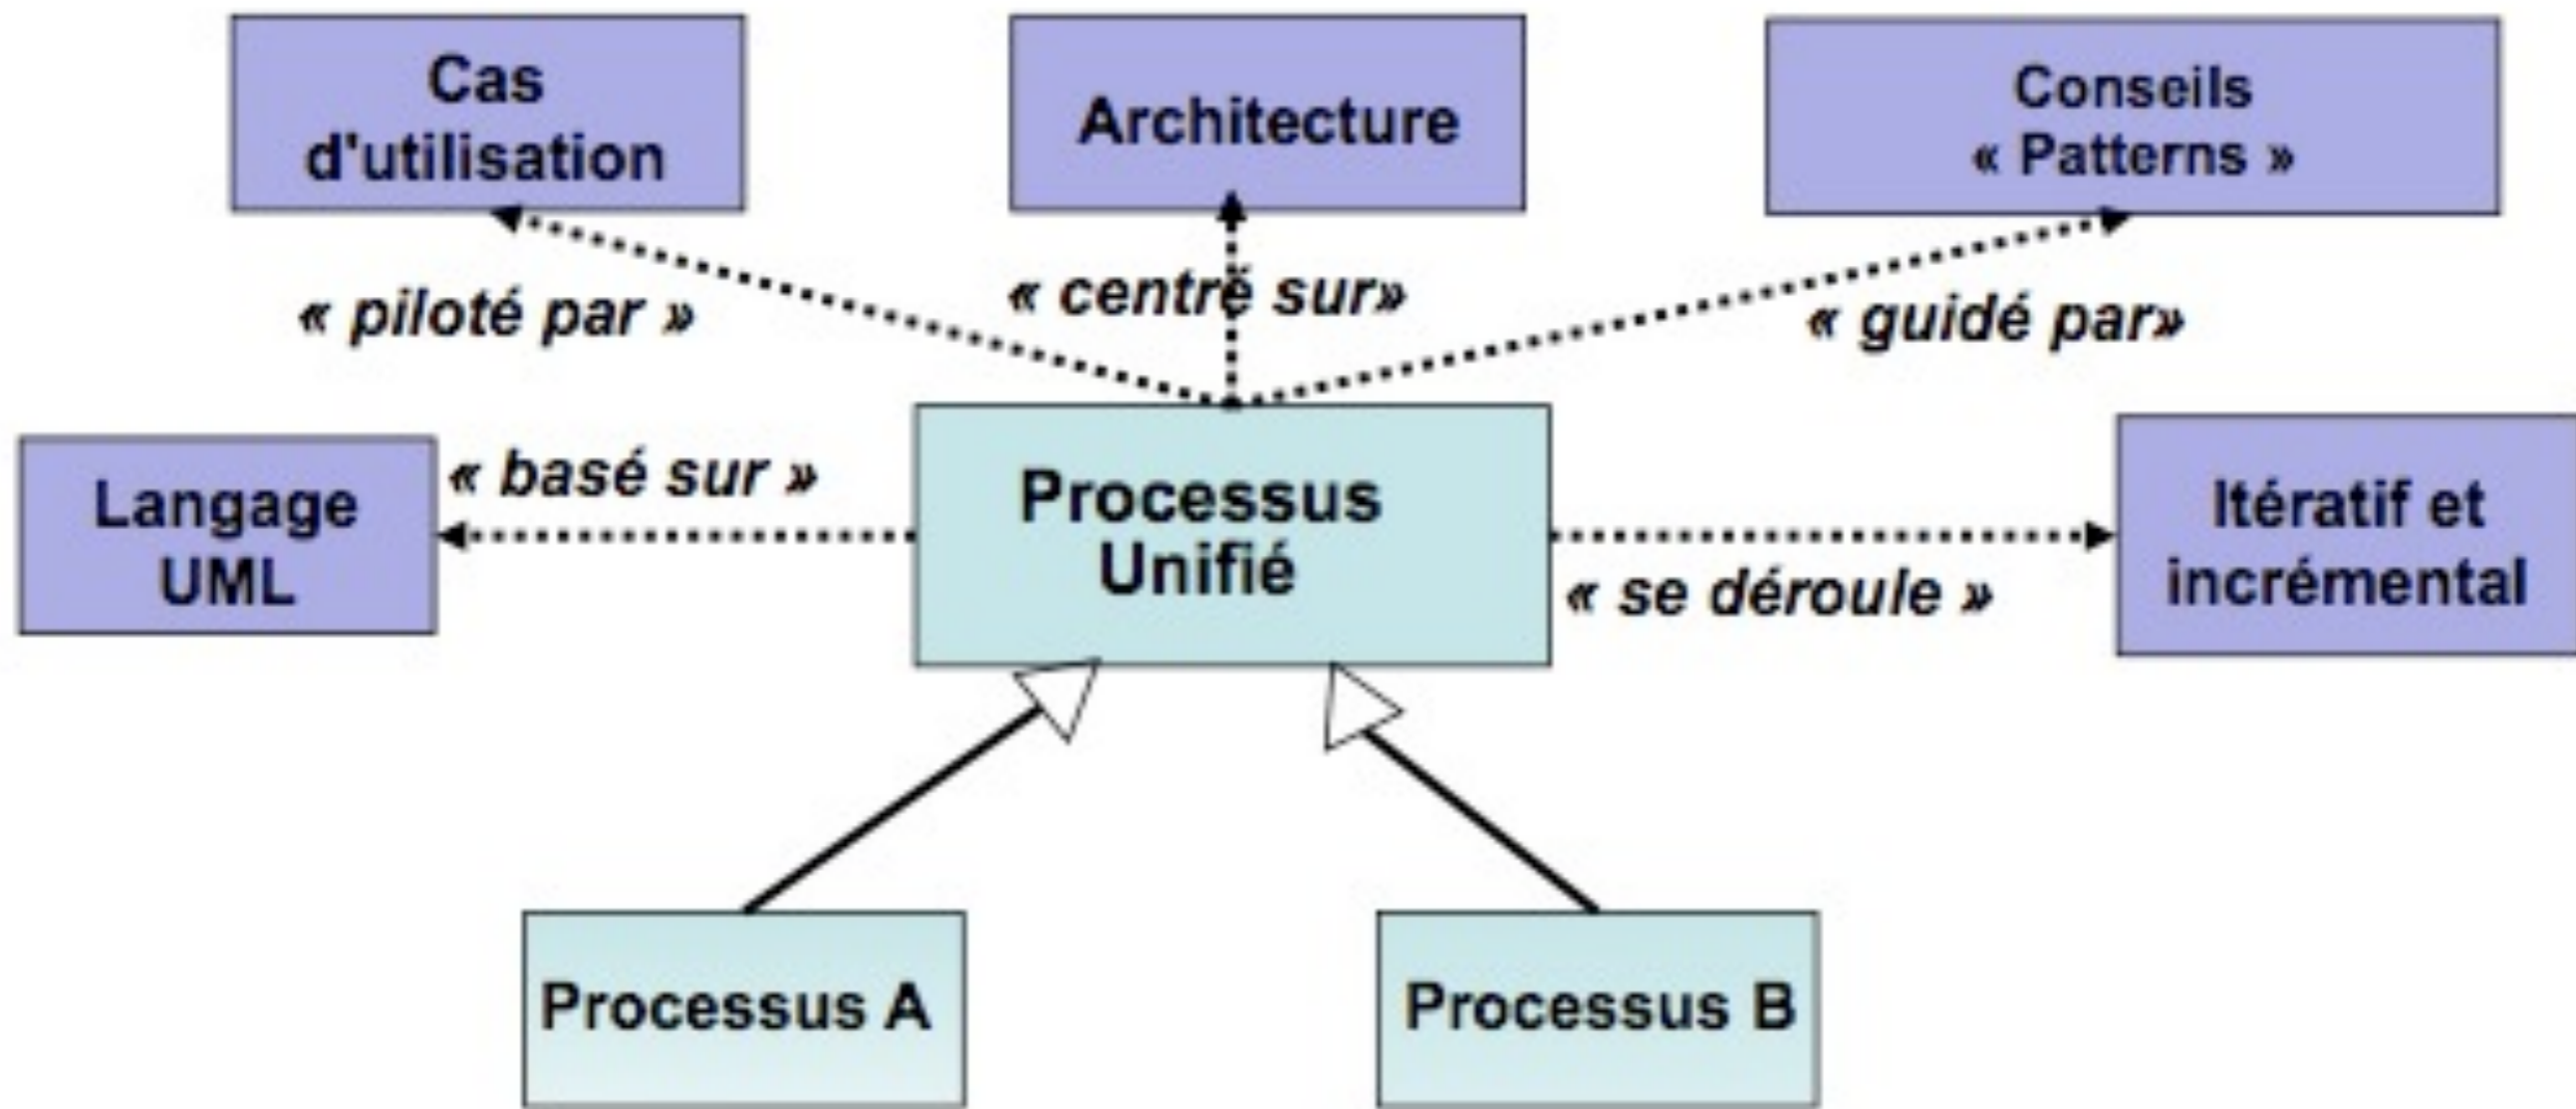 Cas
d'utilisation
Architecture
Conseils
« Patterns »
« piloté par »
« centré sur»
« guidé par»
Langage
UML
« basé sur »
Processus
Unifié
« se déroule »
Itératif et
incrémental
Processus A
Processus B